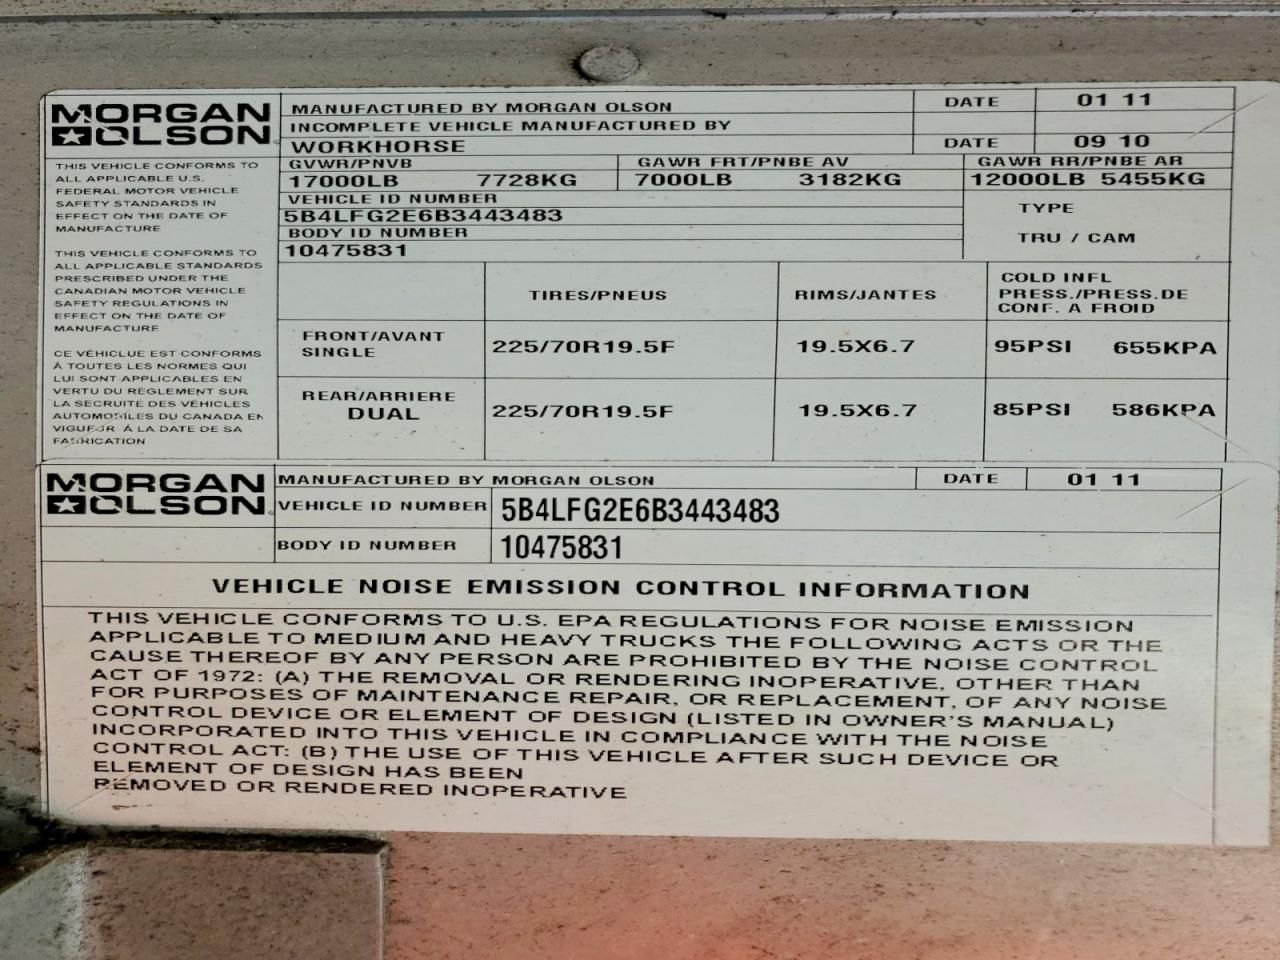 MORGAN OLSON
MANUFACTURED BY MORGAN OLSON DATE 01 11
INCOMPLETE VEHICLE MANUFACTURED BY
WORKHORSE DATE 09 10
GVWR/PNVB GAWR FRT/PNBE AV GAWR RR/PNBE AR
17000LB 7728KG 7000LB 3182KG 12000LB 5455KG
VEHICLE ID NUMBER
5B4LFG2E6B3443483
BODY ID NUMBER
10475831
TYPE
TRU / CAM
THIS VEHICLE CONFORMS TO
ALL APPLICABLE U.S.
FEDERAL MOTOR VEHICLE
SAFETY STANDARDS IN
EFFECT ON THE DATE OF
MANUFACTURE
THIS VEHICLE CONFORMS TO
ALL APPLICABLE STANDARDS
PRESCRIBED UNDER THE
CANADIAN MOTOR VEHICLE
SAFETY REGULATIONS IN
EFFECT ON THE DATE OF
MANUFACTURE
CE VÉHICLUE EST CONFORMS
À TOUTES LES NORMES QUI
LUI SONT APPLICABLES EN
VERTU DU RÈGLEMENT SUR
LA SÉCRUITÉ DES VÉHICLES
AUTOMOBILES DU CANADA EN
VIGUEUR À LA DATE DE SA
FABRICATION
TIRES/PNEUS RIMS/JANTES COLD INFL
PRESS./PRESS.DE
CONF. A FROID
FRONT/AVANT
SINGLE 225/70R19.5F 19.5X6.7 95PSI 655KPA
REAR/ARRIERE
DUAL 225/70R19.5F 19.5X6.7 85PSI 586KPA
MORGAN OLSON
MANUFACTURED BY MORGAN OLSON DATE 01 11
VEHICLE ID NUMBER 5B4LFG2E6B3443483
BODY ID NUMBER 10475831
VEHICLE NOISE EMISSION CONTROL INFORMATION
THIS VEHICLE CONFORMS TO U.S. EPA REGULATIONS FOR NOISE EMISSION
APPLICABLE TO MEDIUM AND HEAVY TRUCKS THE FOLLOWING ACTS OR THE
CAUSE THEREOF BY ANY PERSON ARE PROHIBITED BY THE NOISE CONTROL
ACT OF 1972: (A) THE REMOVAL OR RENDERING INOPERATIVE, OTHER THAN
FOR PURPOSES OF MAINTENANCE REPAIR, OR REPLACEMENT, OF ANY NOISE
CONTROL DEVICE OR ELEMENT OF DESIGN (LISTED IN OWNER'S MANUAL)
INCORPORATED INTO THIS VEHICLE IN COMPLIANCE WITH THE NOISE
CONTROL ACT: (B) THE USE OF THIS VEHICLE AFTER SUCH DEVICE OR
ELEMENT OF DESIGN HAS BEEN
REMOVED OR RENDERED INOPERATIVE